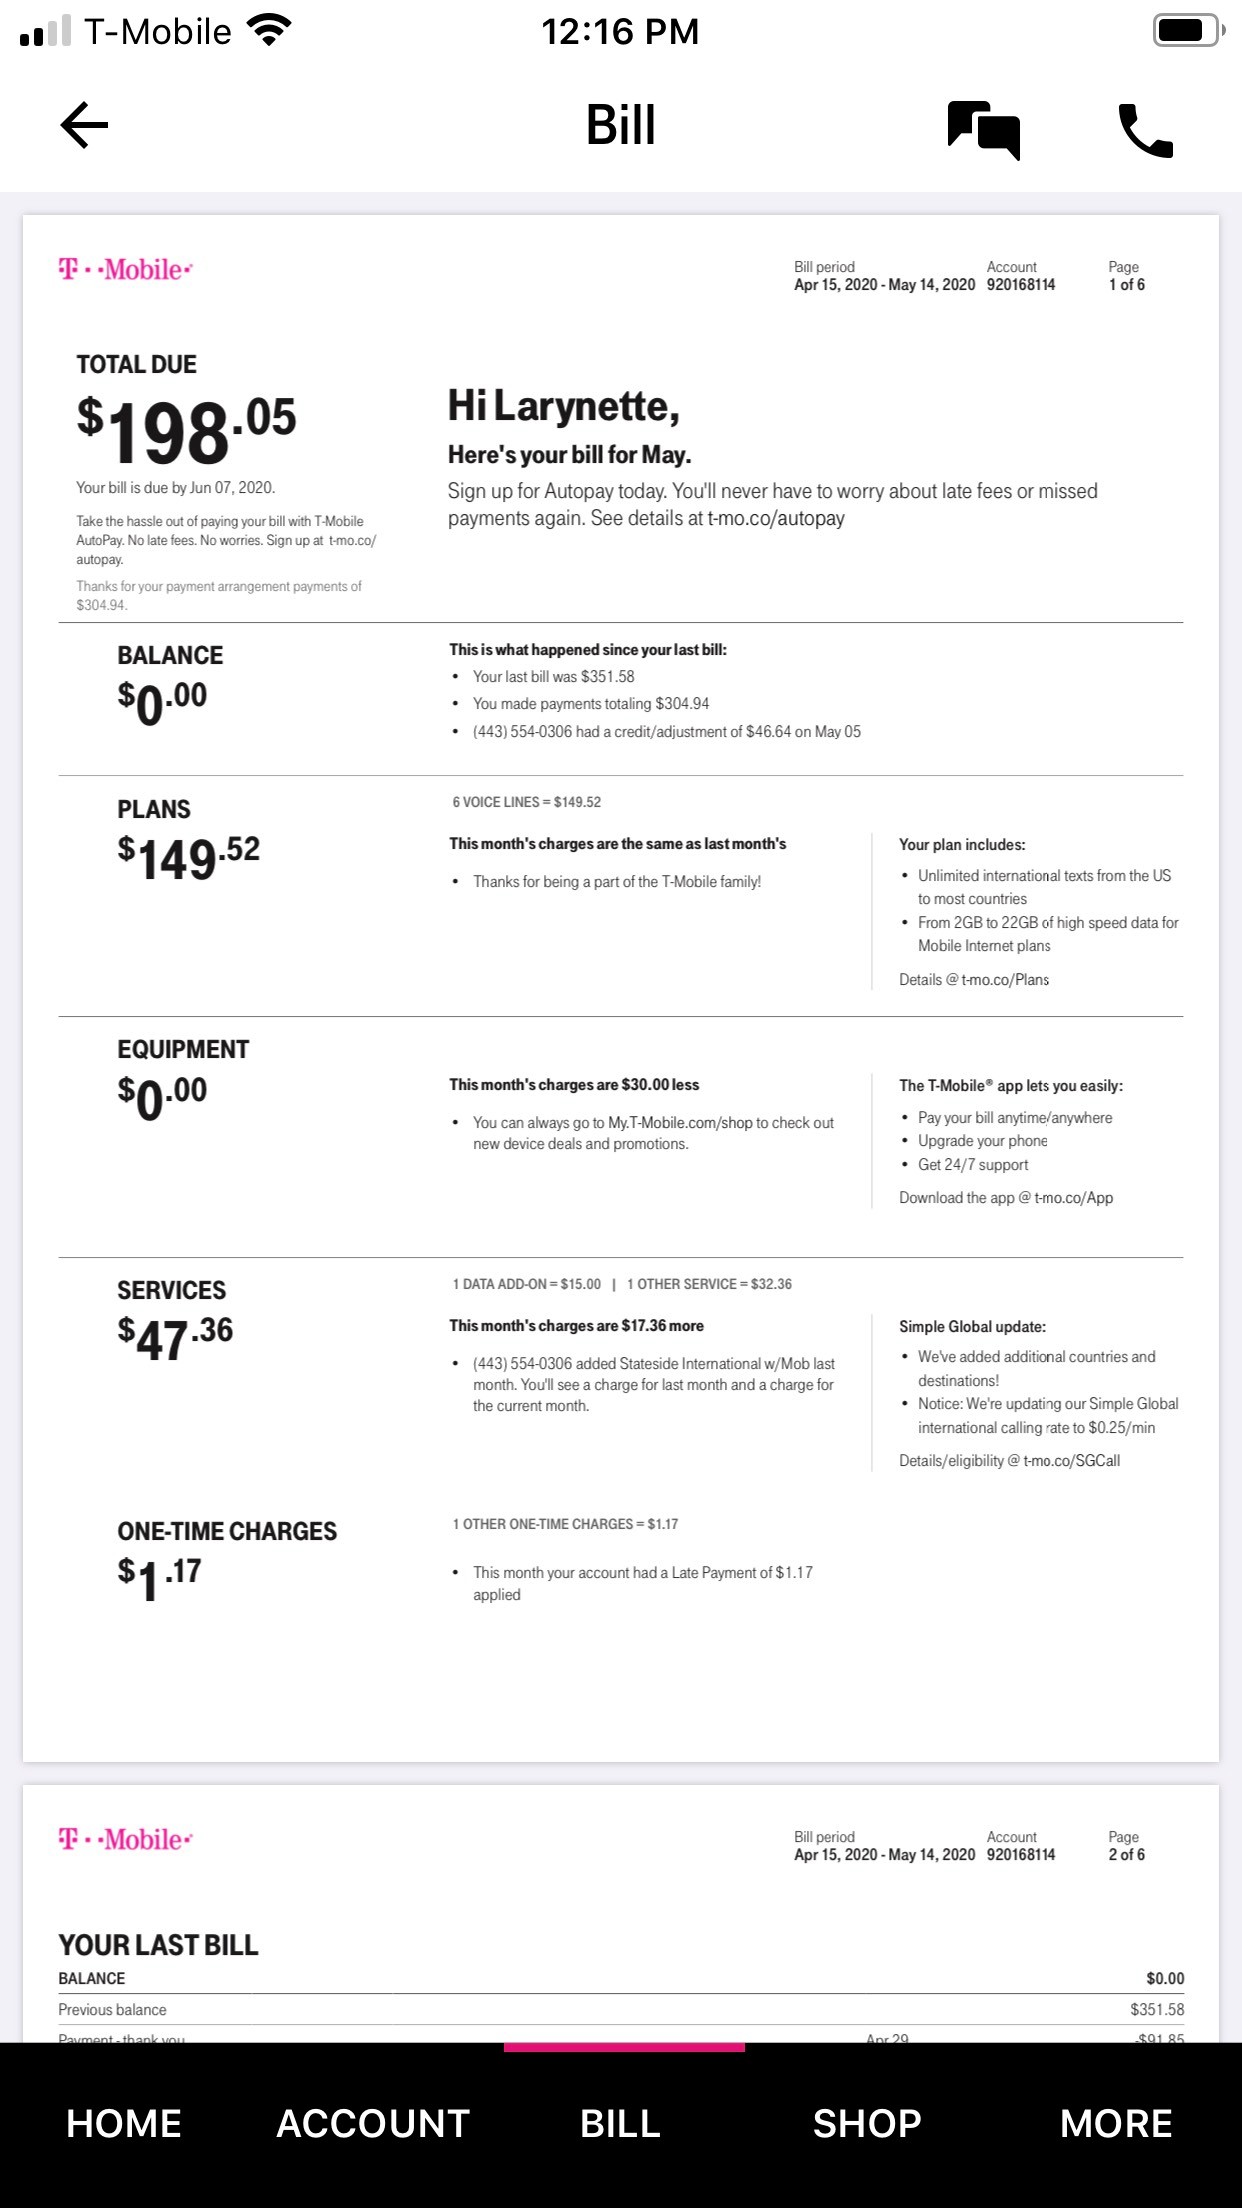 T-Mobile
12:16 PM
Bill
T··Mobile·
Bill period
Apr 15, 2020 - May 14, 2020
Account
920168114
Page
1 of 6
TOTAL DUE
$198.05
Your bill is due by Jun 07, 2020.
Take the hassle out of paying your bill with T-Mobile
AutoPay. No late fees. No worries. Sign up at t-mo.co/
autopay.
Thanks for your payment arrangement payments of
$304.94.
Hi Larynette,
Here's your bill for May.
Sign up for Autopay today. You'll never have to worry about late fees or missed
payments again. See details at t-mo.co/autopay
BALANCE
$0.00
This is what happened since your last bill:
• Your last bill was $351.58
• You made payments totaling $304.94
• (443) 554-0306 had a credit/adjustment of $46.64 on May 05
PLANS
$149.52
6 VOICE LINES = $149.52
This month's charges are the same as last month's
• Thanks for being a part of the T-Mobile family!
Your plan includes:
• Unlimited international texts from the US
to most countries
• From 2GB to 22GB of high speed data for
Mobile Internet plans
Details @ t-mo.co/Plans
EQUIPMENT
$0.00
This month's charges are $30.00 less
• You can always go to My.T-Mobile.com/shop to check out
new device deals and promotions.
The T-Mobile® app lets you easily:
• Pay your bill anytime/anywhere
• Upgrade your phone
• Get 24/7 support
Download the app @ t-mo.co/App
SERVICES
$47.36
1 DATA ADD-ON = $15.00 | 1 OTHER SERVICE = $32.36
This month's charges are $17.36 more
• (443) 554-0306 added Stateside International w/Mob last
month. You'll see a charge for last month and a charge for
the current month.
Simple Global update:
• We've added additional countries and
destinations!
• Notice: We're updating our Simple Global
international calling rate to $0.25/min
Details/eligibility @ t-mo.co/SGCall
ONE-TIME CHARGES
$1.17
1 OTHER ONE-TIME CHARGES = $1.17
• This month your account had a Late Payment of $1.17
applied
T··Mobile·
Bill period
Apr 15, 2020 - May 14, 2020
Account
920168114
Page
2 of 6
YOUR LAST BILL
BALANCE $0.00
Previous balance $351.58
Payment - thank you Apr 29 -$91.85
HOME ACCOUNT BILL SHOP MORE